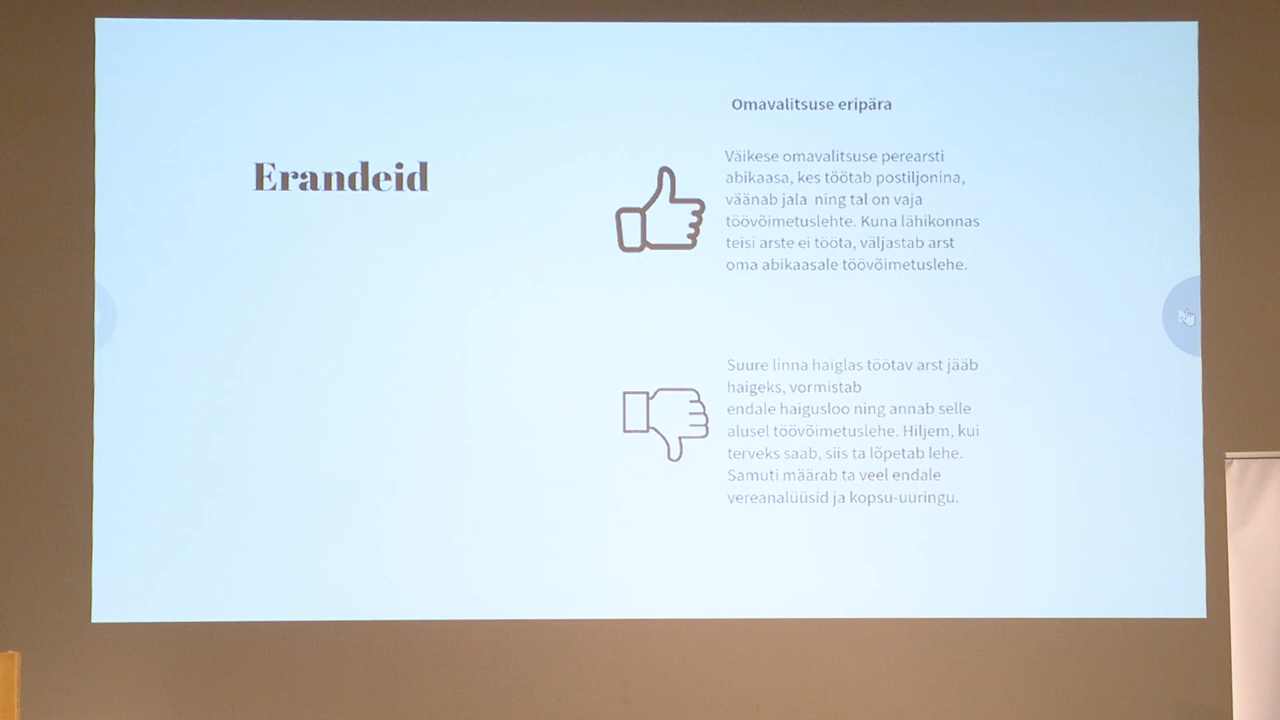 Erandeid
Omavalitsuse eripära
Väikese omavalitsuse perearsti
abikaasa, kes töötab postiljonina,
väänab jala ning tal on vaja
töövõimetuslehte. Kuna lähikonnas
teisi arste ei tööta, väljastab arst
oma abikaasale töövõimetuslehe.
Suure linna haiglas töötav arst jääb
haigeks, vormistab
endale haigusloo ning annab selle
alusel töövõimetuslehe. Hiljem, kui
terveks saab, siis ta lõpetab lehe.
Samuti määrab ta veel endale
vereanalüüsid ja kopsu-uuringu.